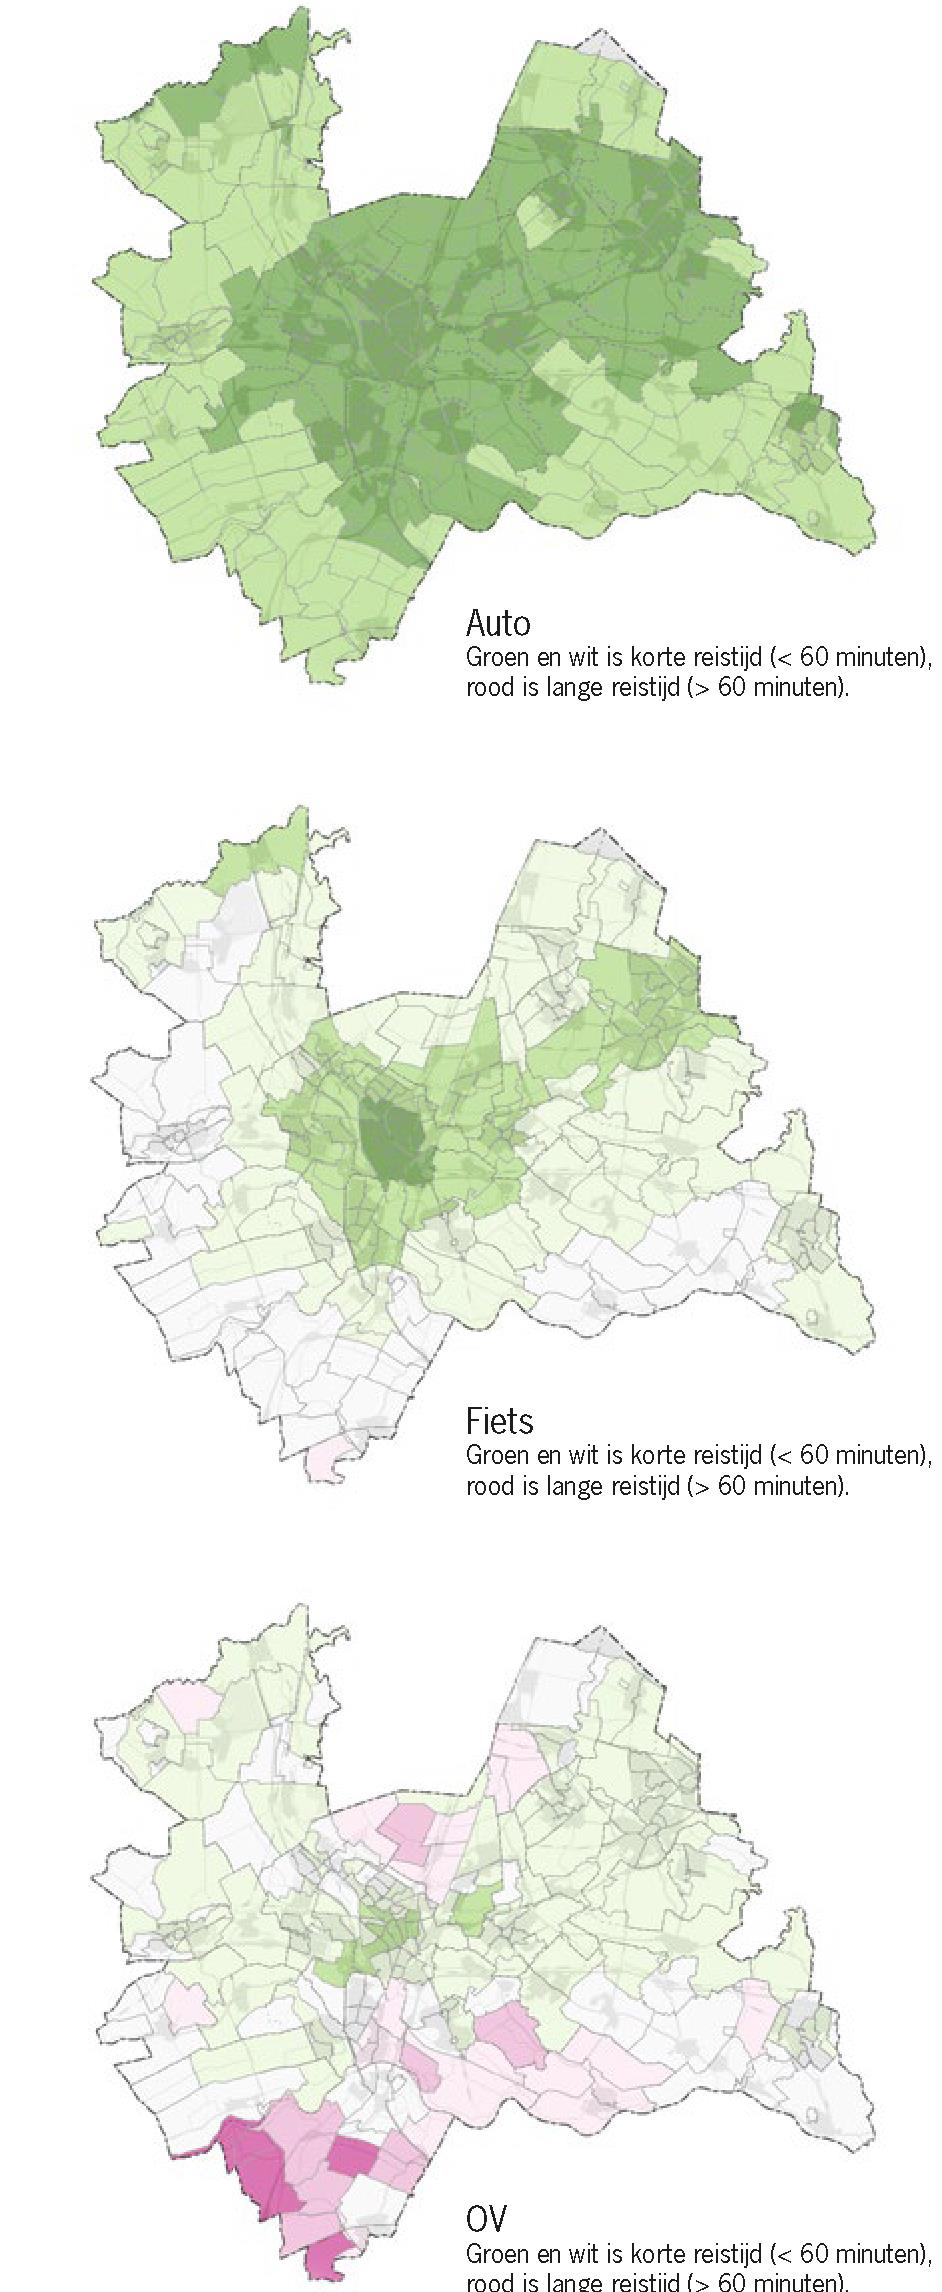 Auto
Groen en wit is korte reistijd (< 60 minuten),
rood is lange reistijd (> 60 minuten).
Fiets
Groen en wit is korte reistijd (< 60 minuten),
rood is lange reistijd (> 60 minuten).
OV
Groen en wit is korte reistijd (< 60 minuten),
rood is lange reistijd (> 60 minuten).